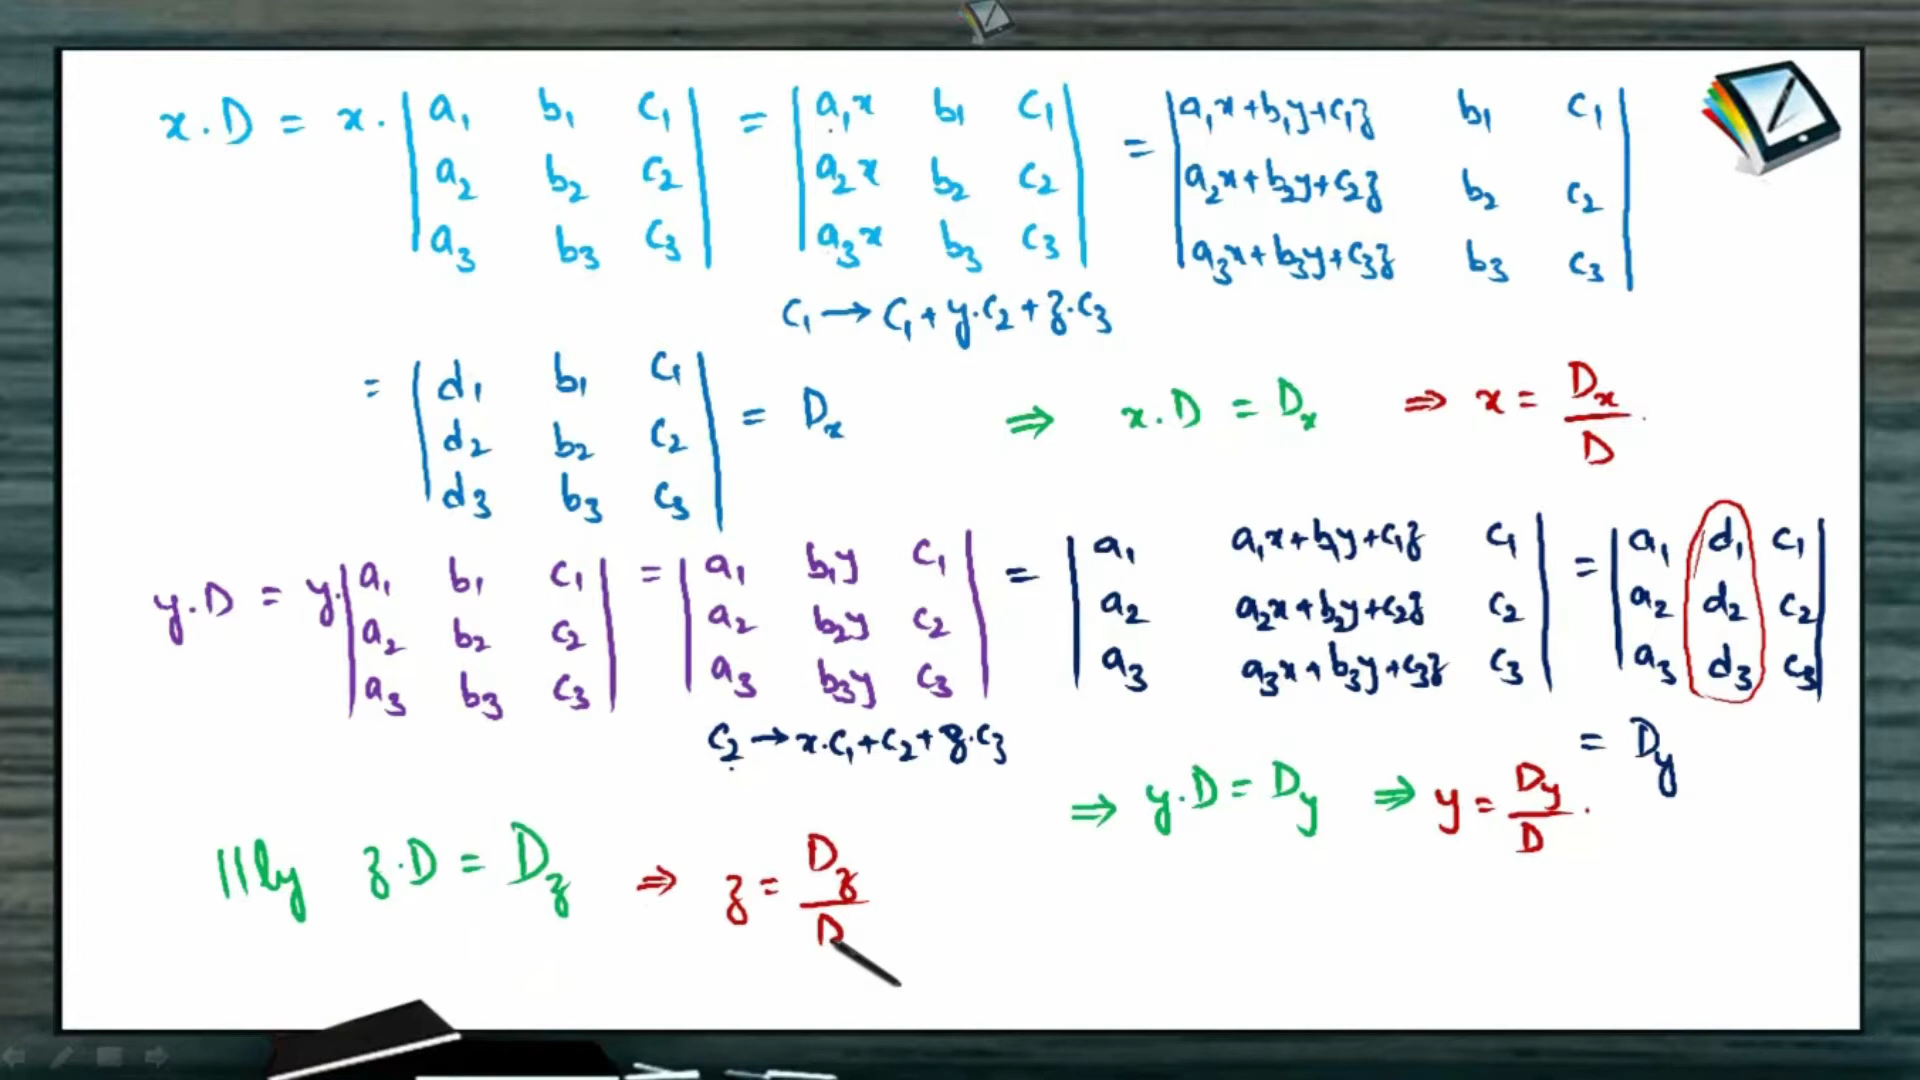 x.D = x. | a₁ b₁ c₁ | = | a₁x b₁ c₁ | = | a₁x+b₁y+c₁z b₁ c₁ |
| a₂ b₂ c₂ | | a₂x b₂ c₂ | | a₂x+b₂y+c₂z b₂ c₂ |
| a₃ b₃ c₃ | | a₃x b₃ c₃ | | a₃x+b₃y+c₃z b₃ c₃ |
C₁ → C₁ + y.C₂ + z.C₃
= | d₁ b₁ c₁ | = Dₓ ⇒ x.D = Dₓ ⇒ x = Dₓ/D
| d₂ b₂ c₂ |
| d₃ b₃ c₃ |
y.D = y. | a₁ b₁ c₁ | = | a₁ b₁y c₁ | = | a₁ a₁x+b₁y+c₁z c₁ | = | a₁ d₁ c₁ |
| a₂ b₂ c₂ | | a₂ b₂y c₂ | | a₂ a₂x+b₂y+c₂z c₂ | | a₂ d₂ c₂ |
| a₃ b₃ c₃ | | a₃ b₃y c₃ | | a₃ a₃x+b₃y+c₃z c₃ | | a₃ d₃ c₃ |
C₂ → x.C₁ + C₂ + z.C₃ = D_y
⇒ y.D = D_y ⇒ y = D_y/D.
|||ly z.D = D_z ⇒ z = D_z/D